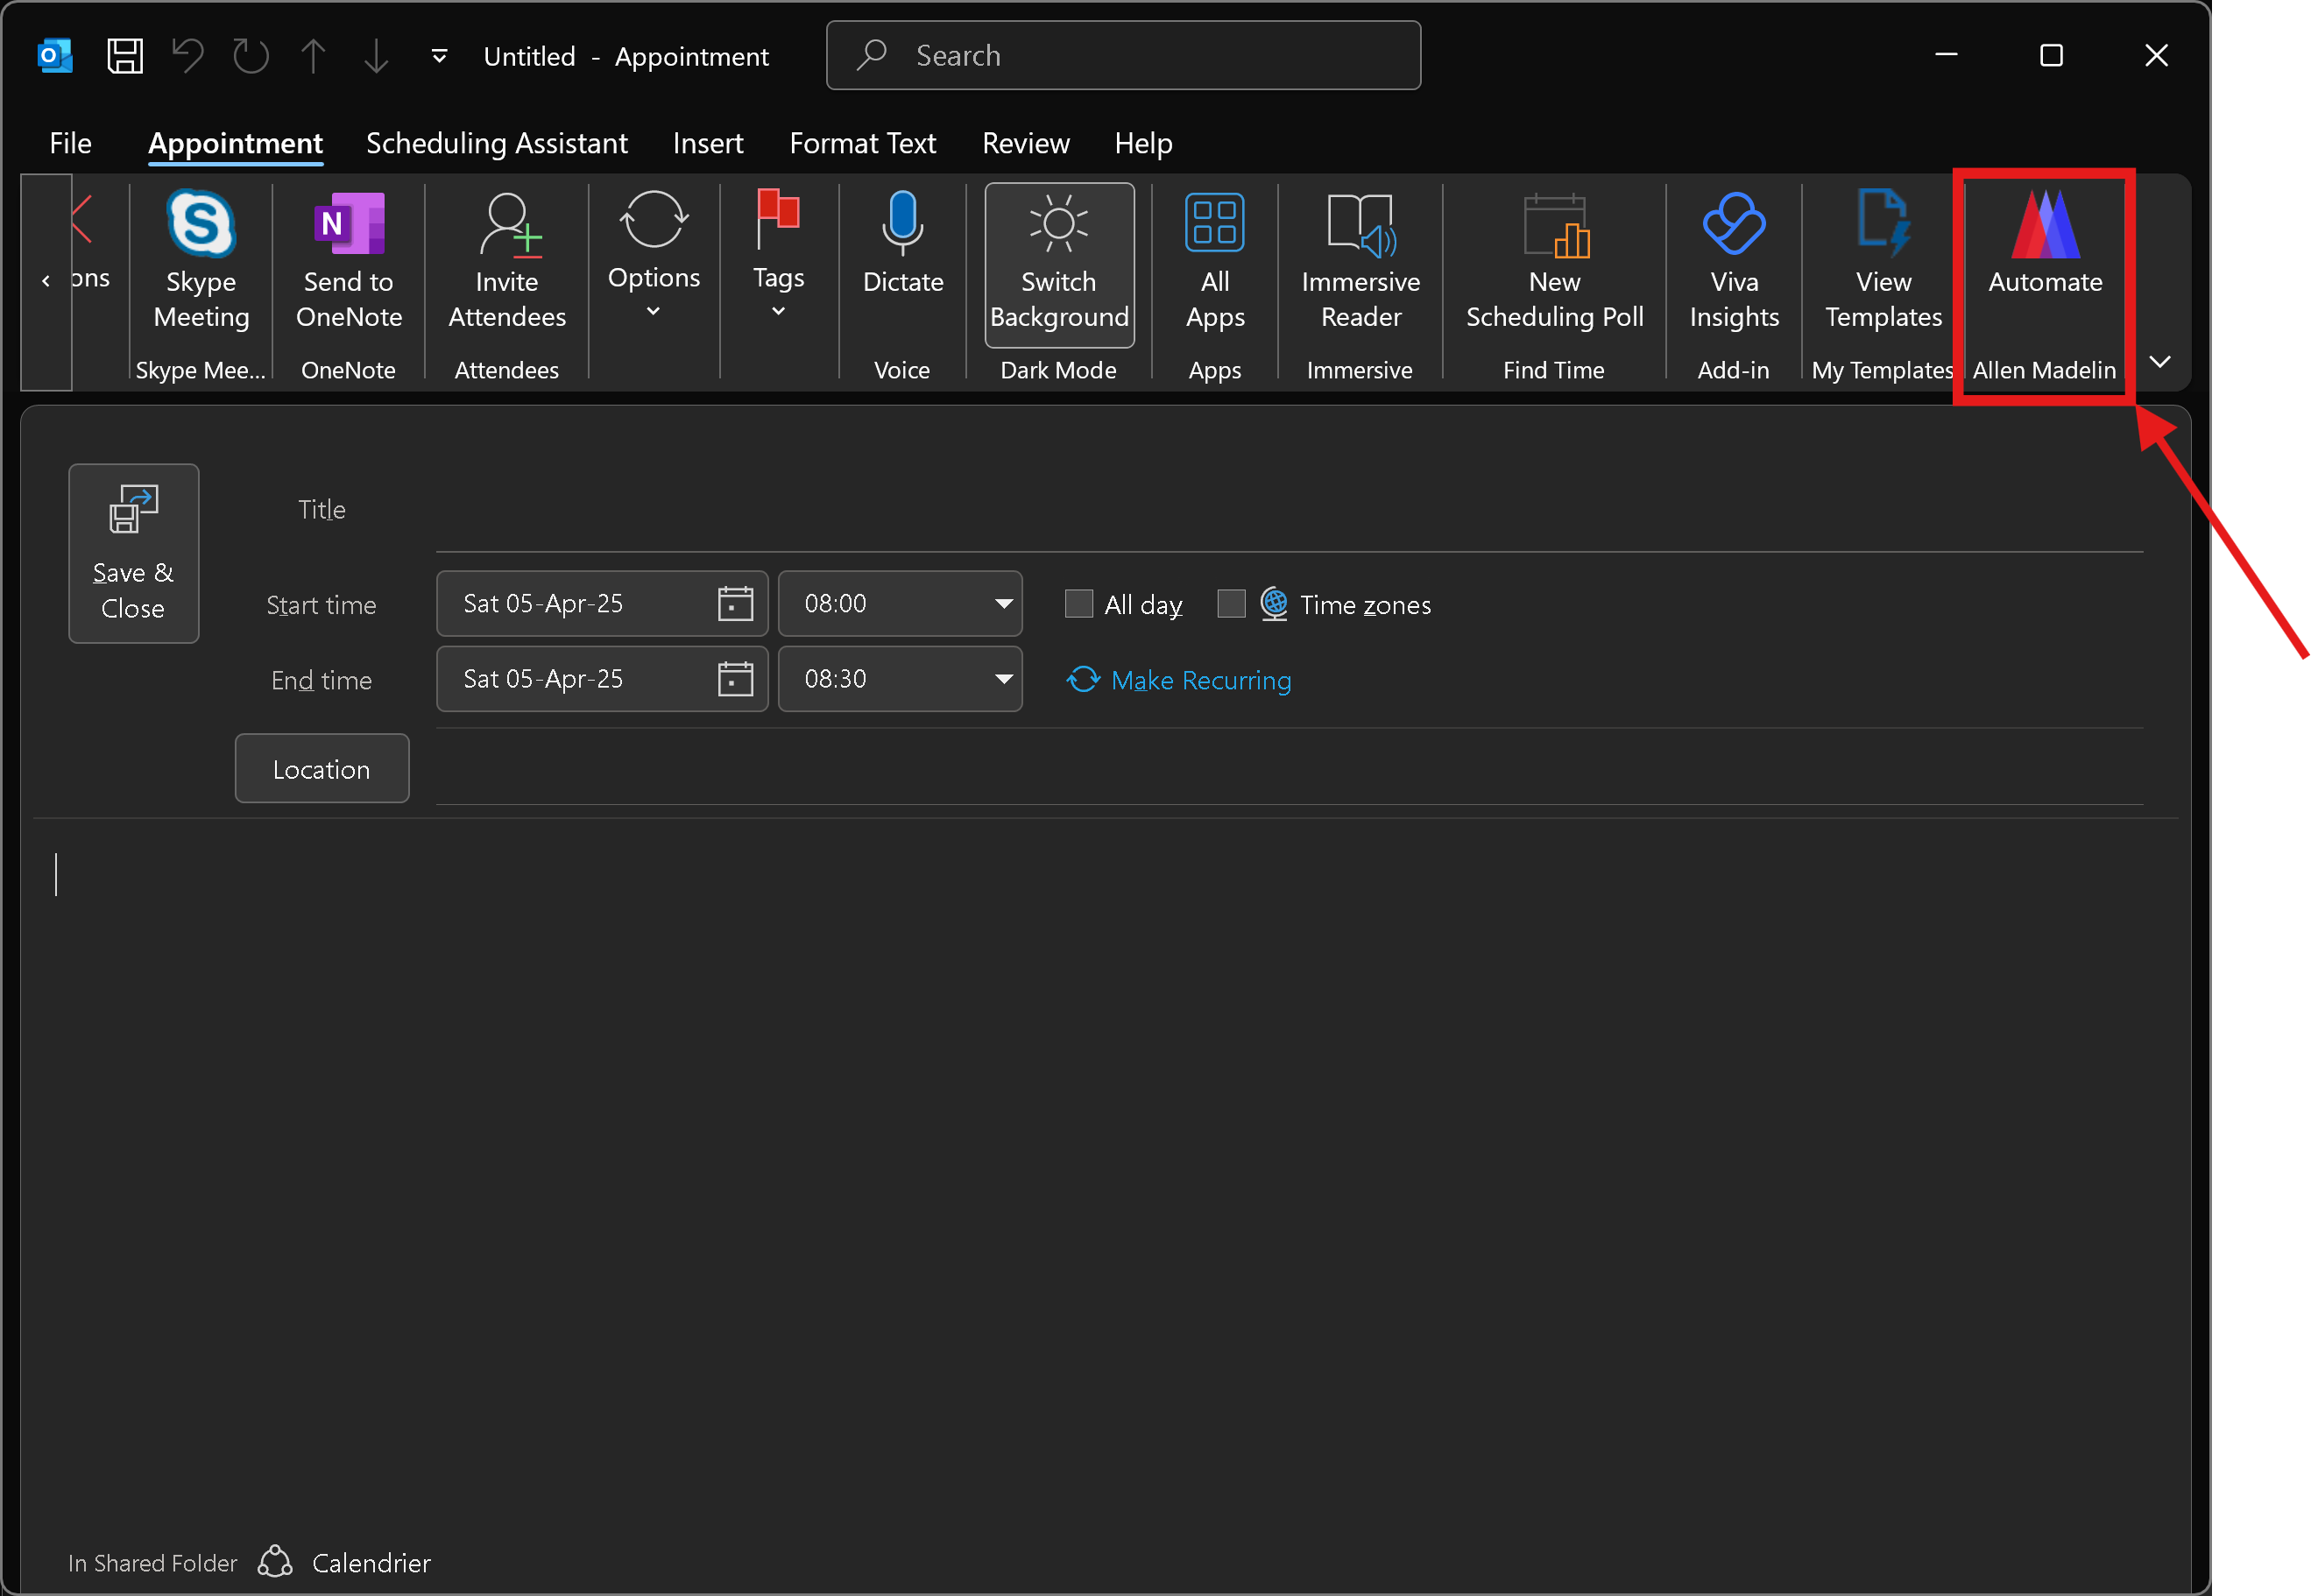 Untitled - Appointment
Search
File Appointment Scheduling Assistant Insert Format Text Review Help
ons
Skype Meeting
Skype Mee...
Send to OneNote
OneNote
Invite Attendees
Attendees
Options
Tags
Dictate
Voice
Switch Background
Dark Mode
All Apps
Apps
Immersive Reader
Immersive
New Scheduling Poll
Find Time
Viva Insights
Add-in
View Templates
My Templates
Automate
Allen Madelin
Save & Close
Title
Start time Sat 05-Apr-25 08:00 All day Time zones
End time Sat 05-Apr-25 08:30 Make Recurring
Location
In Shared Folder Calendrier